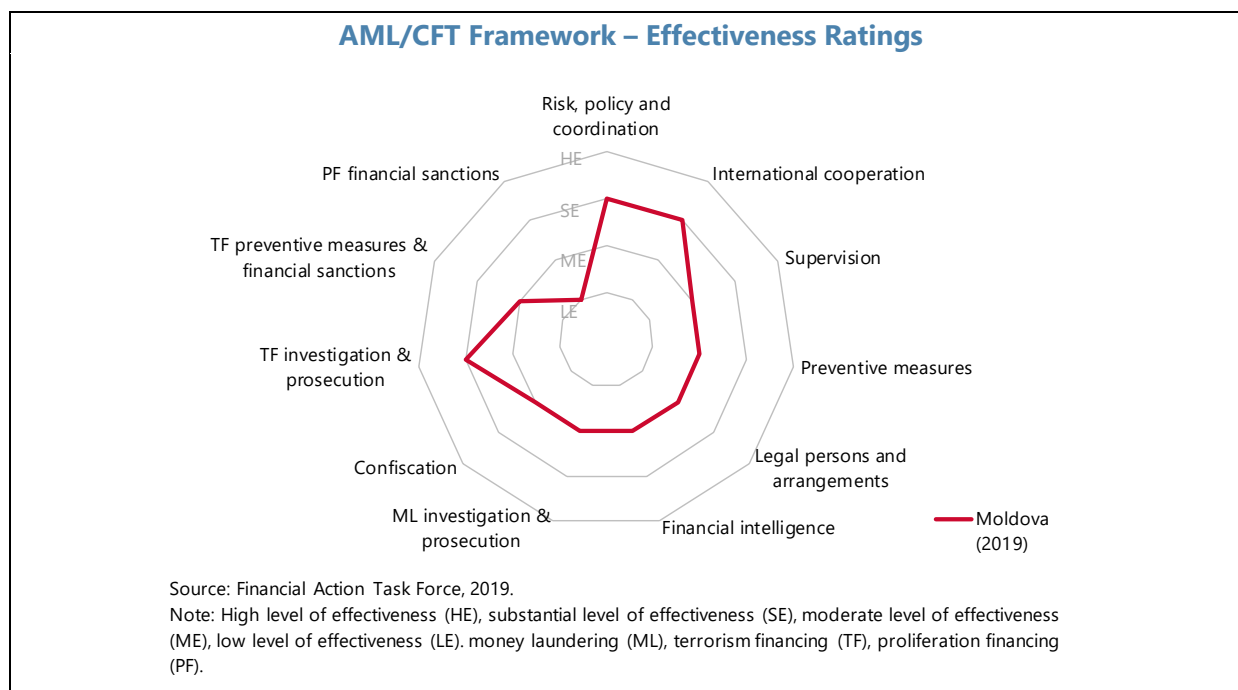 AML/CFT Framework – Effectiveness Ratings
Risk, policy and
coordination
HE
PF financial sanctions
International cooperation
SE
TF preventive measures &
financial sanctions
Supervision
ME
LE
TF investigation &
prosecution
Preventive measures
Confiscation
Legal persons and
arrangements
ML investigation &
prosecution
Financial intelligence
Moldova
(2019)
Source: Financial Action Task Force, 2019.
Note: High level of effectiveness (HE), substantial level of effectiveness (SE), moderate level of effectiveness
(ME), low level of effectiveness (LE). money laundering (ML), terrorism financing (TF), proliferation financing
(PF).